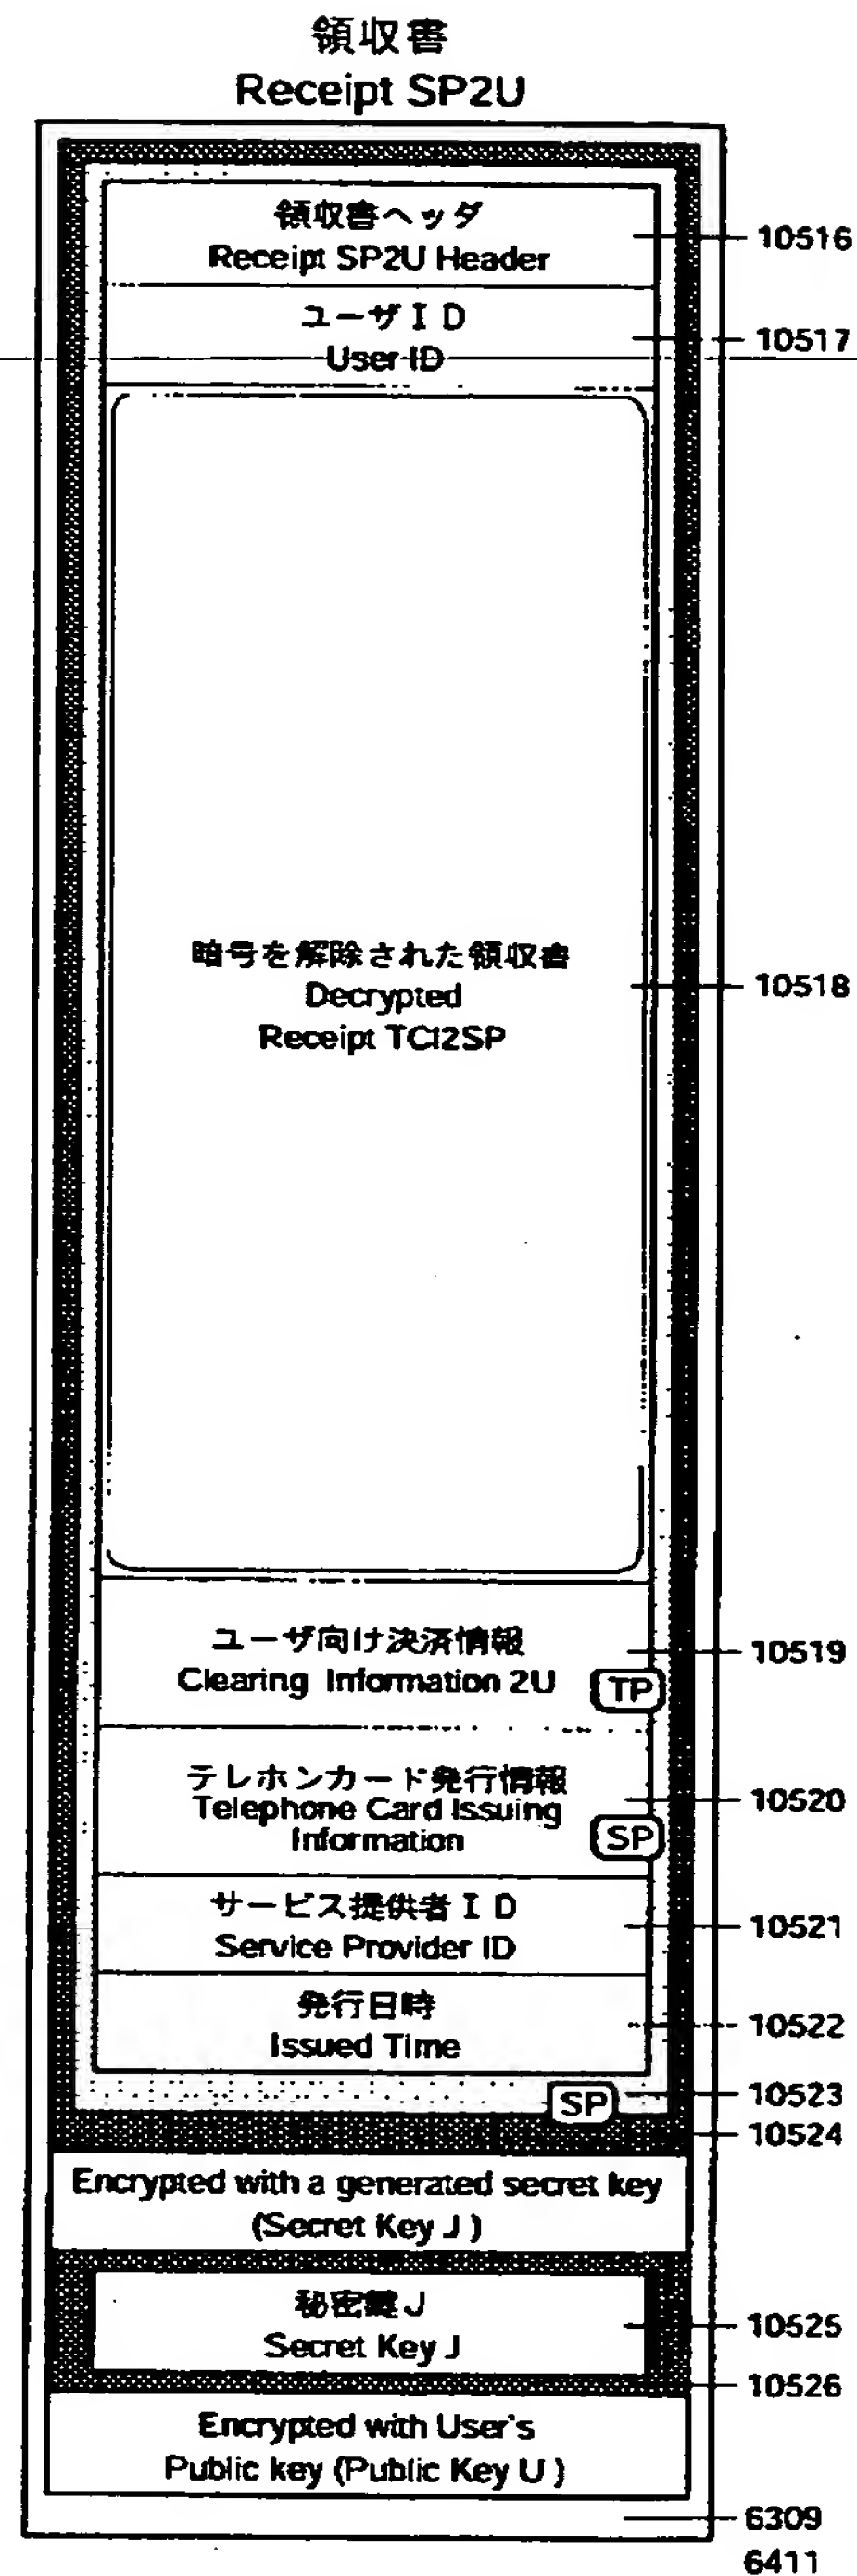 領収書
Receipt SP2U
領収書ヘッダ
Receipt SP2U Header
10516
ユーザID
User ID
10517
暗号を解除された領収書
Decrypted
Receipt TCI2SP
10518
ユーザ向け決済情報
Clearing Information 2U
TP
10519
テレホンカード発行情報
Telephone Card Issuing
Information
SP
10520
サービス提供者ID
Service Provider ID
10521
発行日時
Issued Time
10522
SP
10523
10524
Encrypted with a generated secret key
(Secret Key J)
秘密鍵J
Secret Key J
10525
10526
Encrypted with User's
Public key (Public Key U)
6309
6411